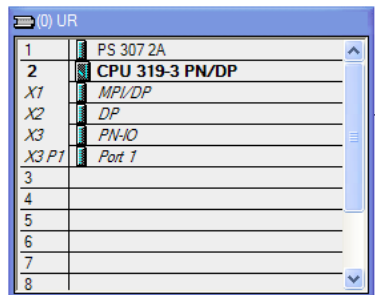 (0) UR
1 PS 307 2A
2 CPU 319-3 PN/DP
X1 MPI/DP
X2 DP
X3 PN-IO
X3 P1 Port 1
3
4
5
6
7
8